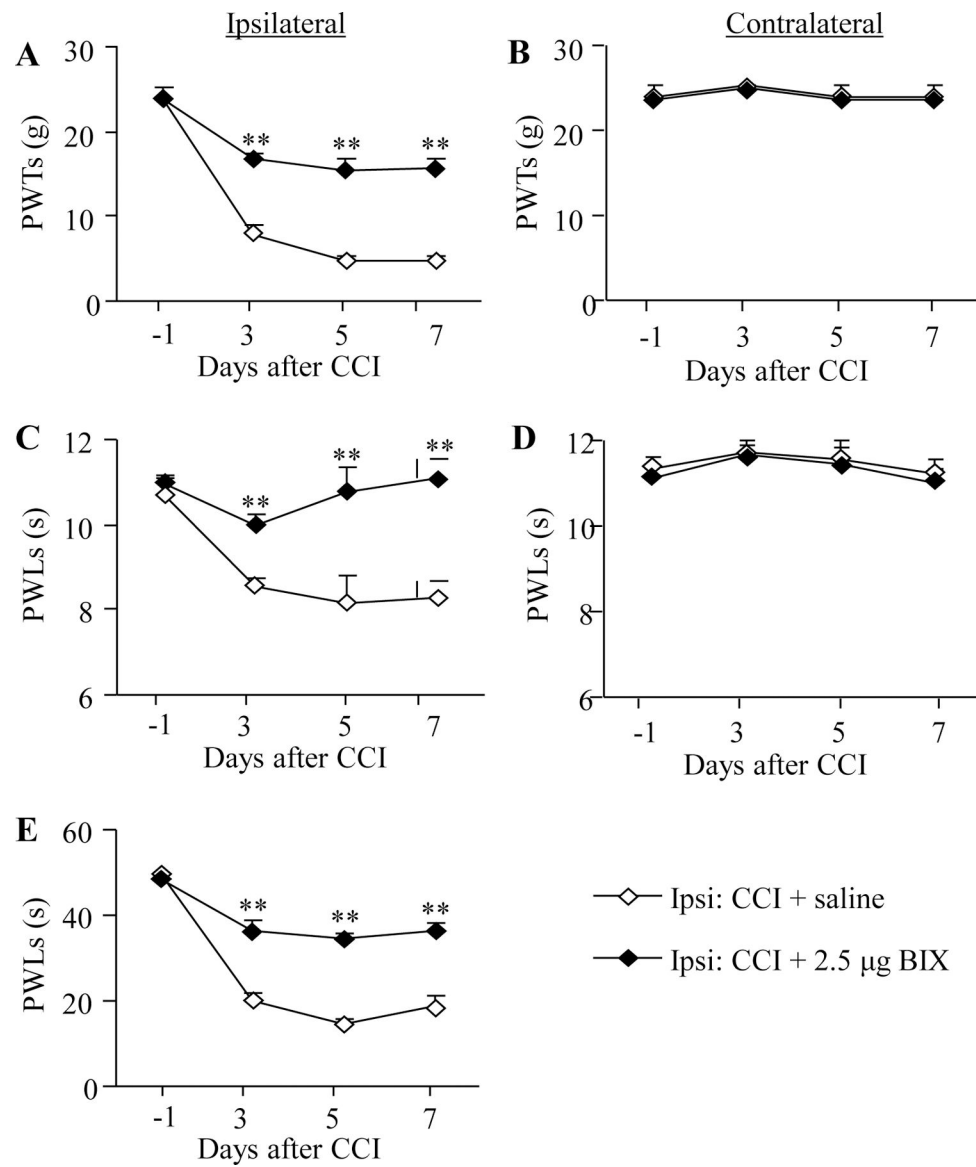 Ipsilateral
Contralateral
A
30
20
10
0
PWTs (g)
** ** **
-1 3 5 7
Days after CCI
B
30
20
10
0
PWTs (g)
-1 3 5 7
Days after CCI
C
12
10
8
6
PWLs (s)
** ** **
-1 3 5 7
Days after CCI
D
12
10
8
6
PWLs (s)
-1 3 5 7
Days after CCI
E
60
40
20
0
PWLs (s)
** ** **
-1 3 5 7
Days after CCI
Ipsi: CCI + saline
Ipsi: CCI + 2.5 μg BIX